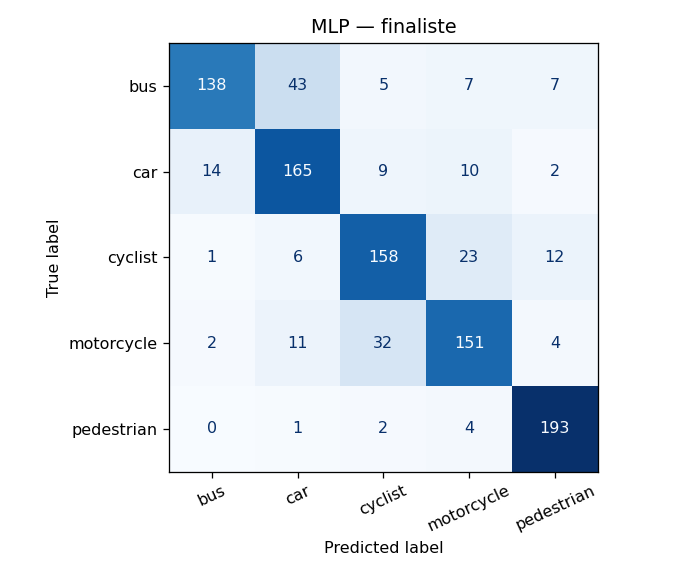 MLP — finaliste
True label
bus 138 43 5 7 7
car 14 165 9 10 2
cyclist 1 6 158 23 12
motorcycle 2 11 32 151 4
pedestrian 0 1 2 4 193
bus car cyclist motorcycle pedestrian
Predicted label